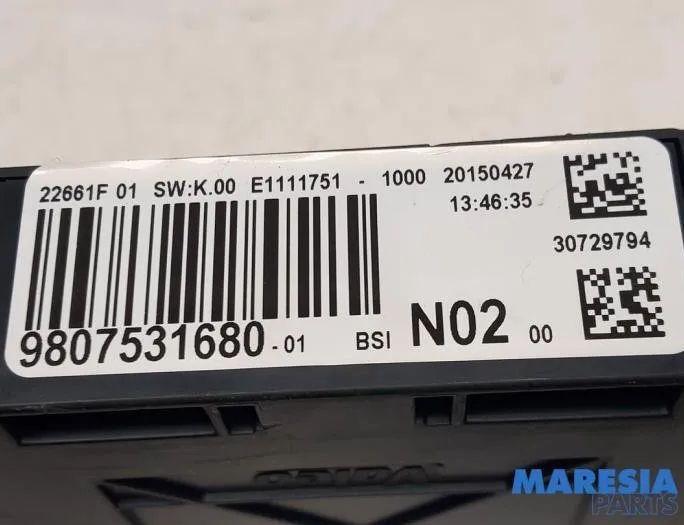 22661F 01 SW:K.00 E1111751 - 1000 20150427
13:46:35
30729794
9807531680-01 BSI N02 00
MARESIA
PARTS